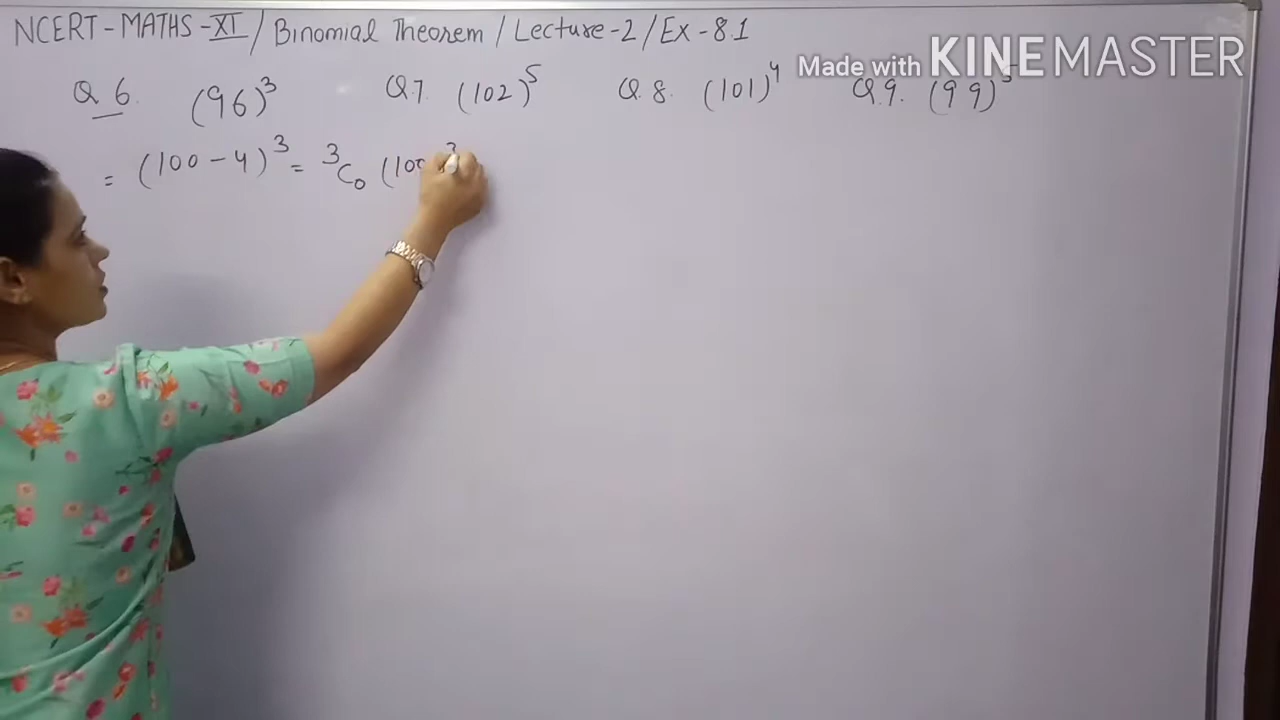 NCERT-MATHS-XI / Binomial Theorem / Lecture-2 / Ex-8.1
Made with KINEMASTER
Q 6. (96)³ Q.7. (102)⁵ Q.8. (101)⁴ Q.9. (99)⁵
= (100-4)³ = ³C₀ (100